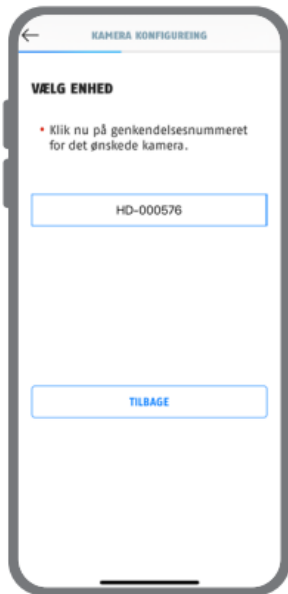 KAMERA KONFIGUREING
VÆLG ENHED
• Klik nu på genkendelsesnummeret
for det ønskede kamera.
HD-000576
TILBAGE